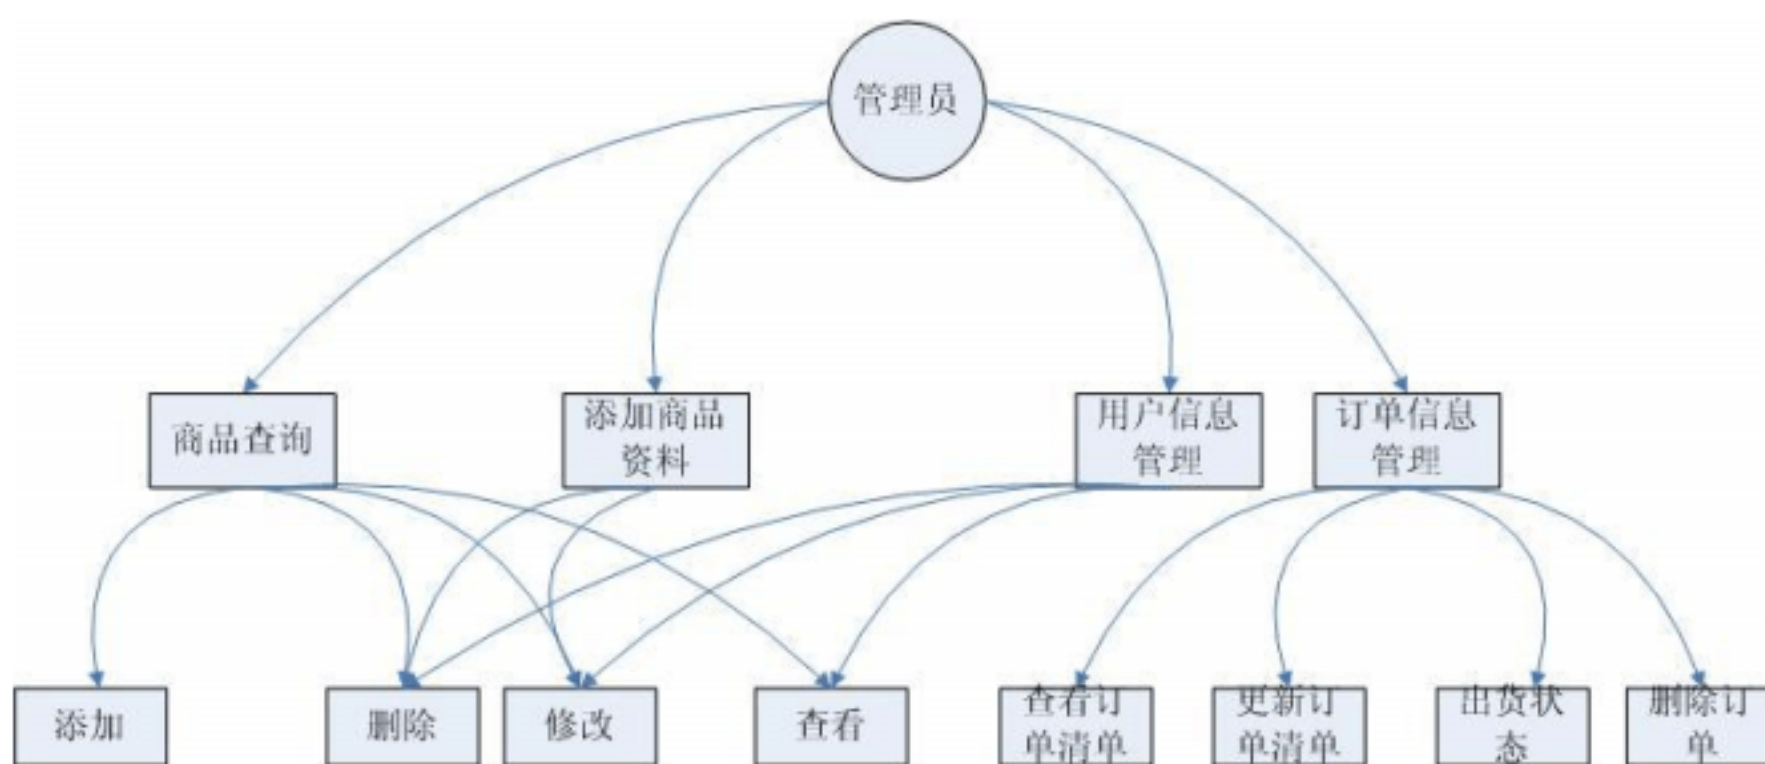 管理员
商品查询
添加商品
资料
用户信息
管理
订单信息
管理
添加
删除
修改
查看
查看订
单清单
更新订
单清单
出货状
态
删除订
单